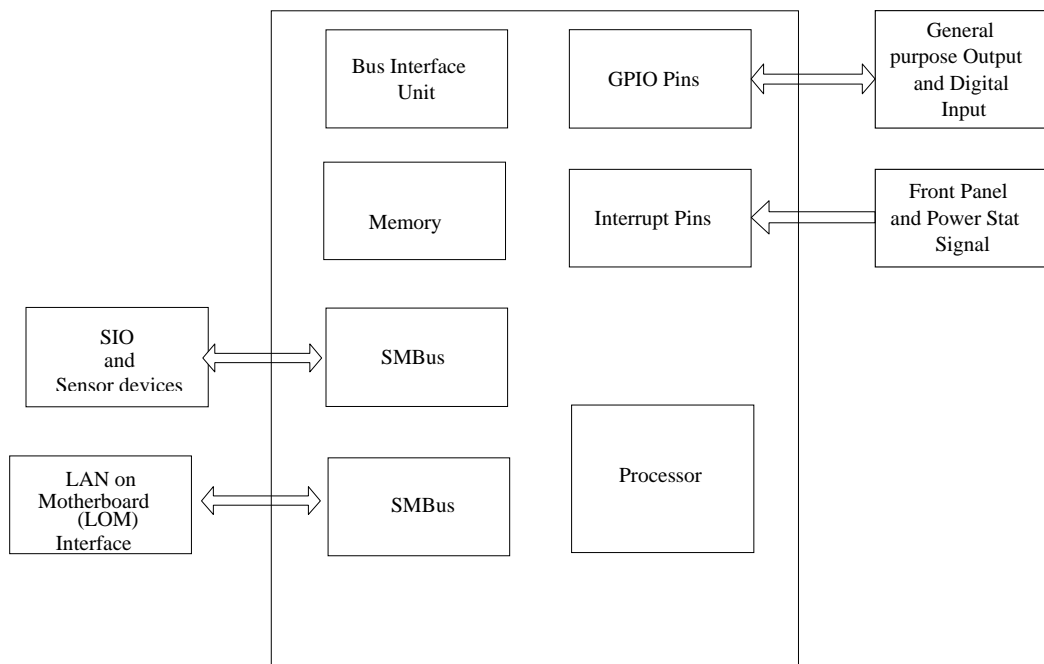 Bus Interface
Unit
GPIO Pins
General
purpose Output
and Digital
Input
Memory
Interrupt Pins
Front Panel
and Power Stat
Signal
SIO
and
Sensor devices
SMBus
Processor
LAN on
Motherboard
(LOM)
Interface
SMBus